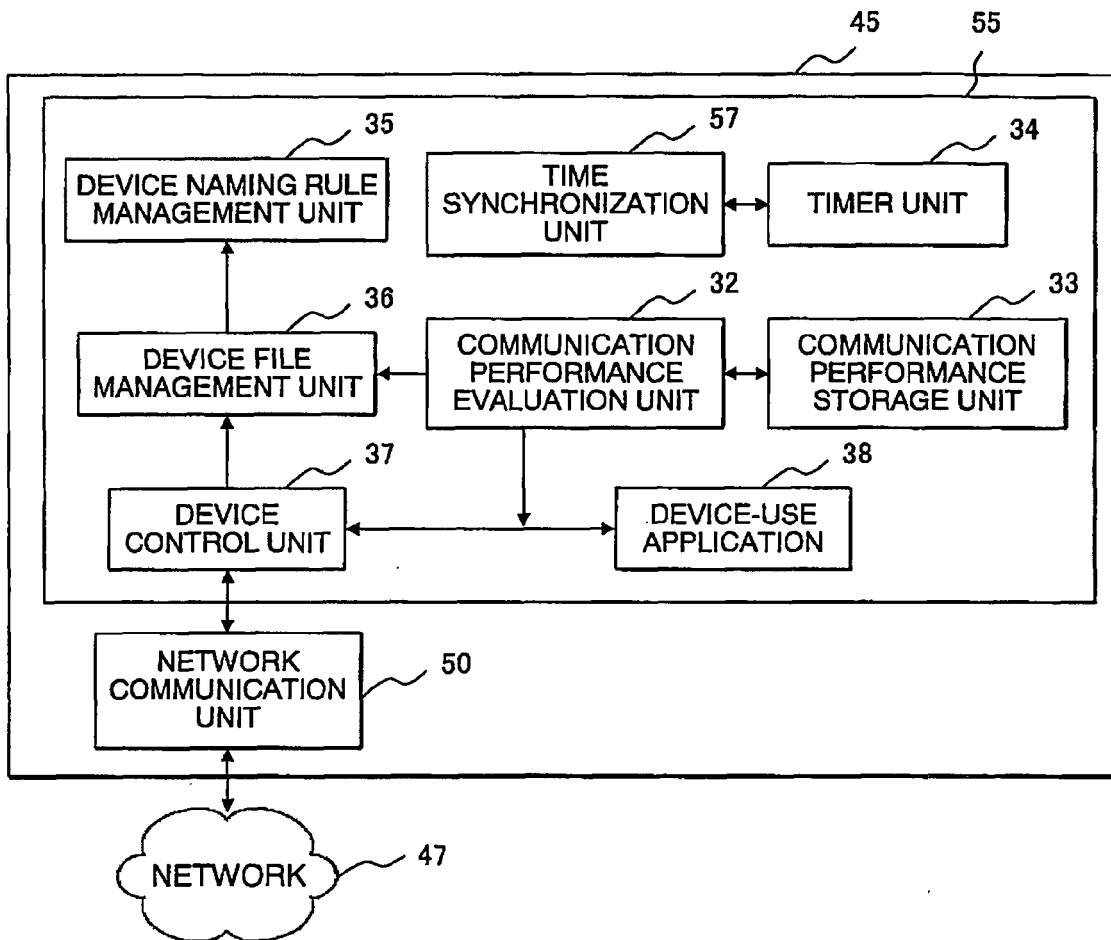 45
55
35
DEVICE NAMING RULE
MANAGEMENT UNIT
57
TIME
SYNCHRONIZATION
UNIT
34
TIMER UNIT
36
DEVICE FILE
MANAGEMENT UNIT
32
COMMUNICATION
PERFORMANCE
EVALUATION UNIT
33
COMMUNICATION
PERFORMANCE
STORAGE UNIT
37
DEVICE
CONTROL UNIT
38
DEVICE-USE
APPLICATION
NETWORK
COMMUNICATION
UNIT
50
NETWORK
47